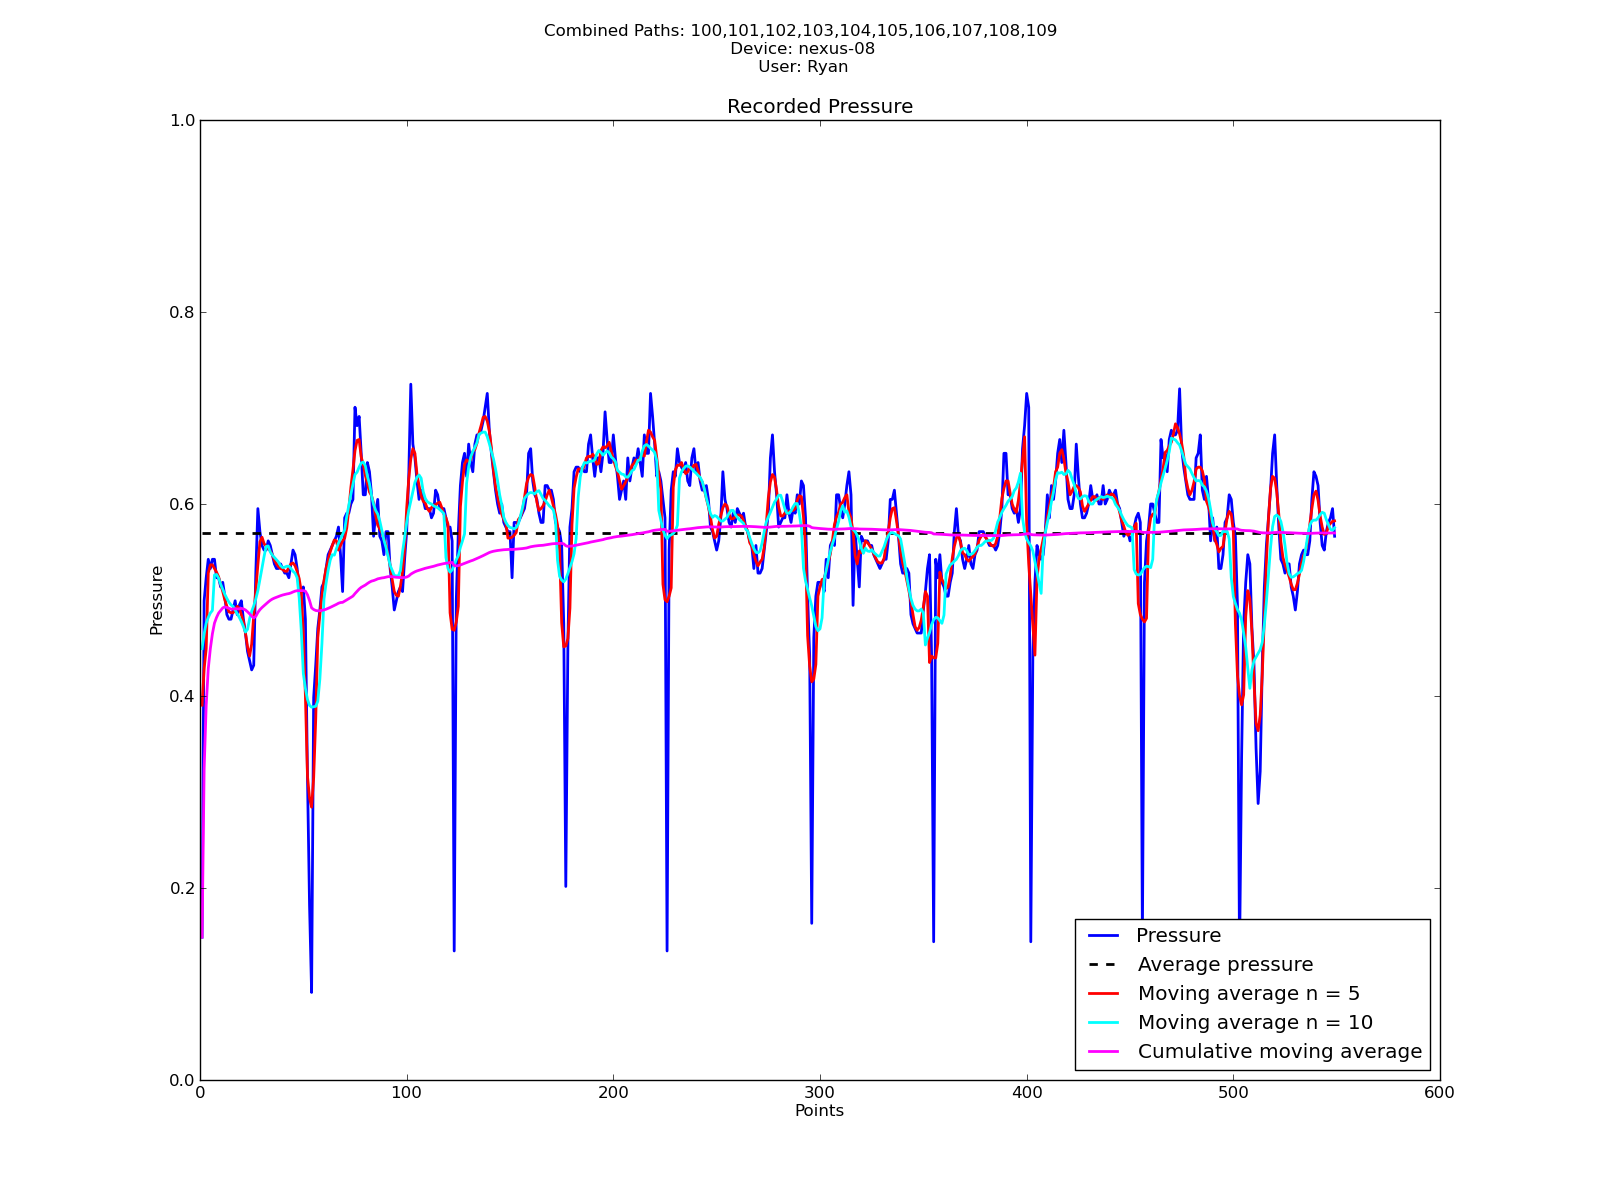 Combined Paths: 100,101,102,103,104,105,106,107,108,109
Device: nexus-08
User: Ryan
Recorded Pressure
1.0
0.8
0.6
0.4
0.2
0.0
Pressure
0 100 200 300 400 500 600
Points
Pressure
Average pressure
Moving average n = 5
Moving average n = 10
Cumulative moving average